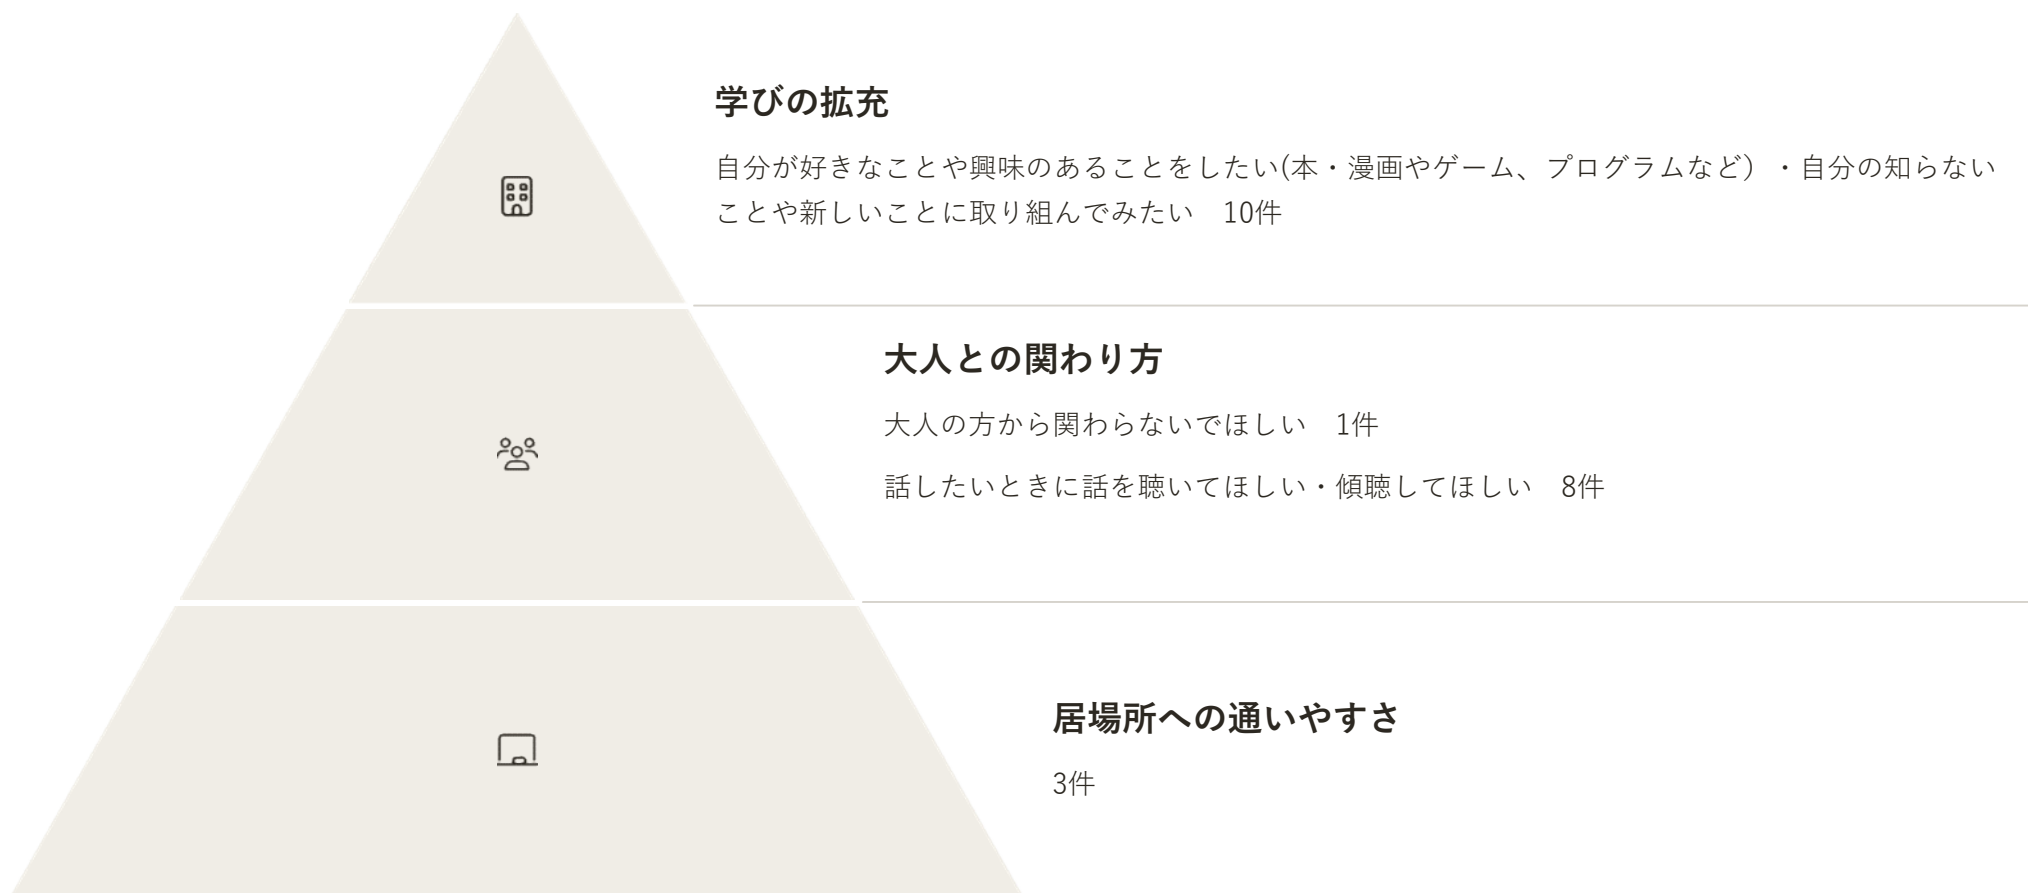 学びの拡充
自分が好きなことや興味のあることをしたい(本・漫画やゲーム、プログラムなど）・自分の知らない
ことや新しいことに取り組んでみたい　10件
大人との関わり方
大人の方から関わらないでほしい　1件
話したいときに話を聴いてほしい・傾聴してほしい　8件
居場所への通いやすさ
3件